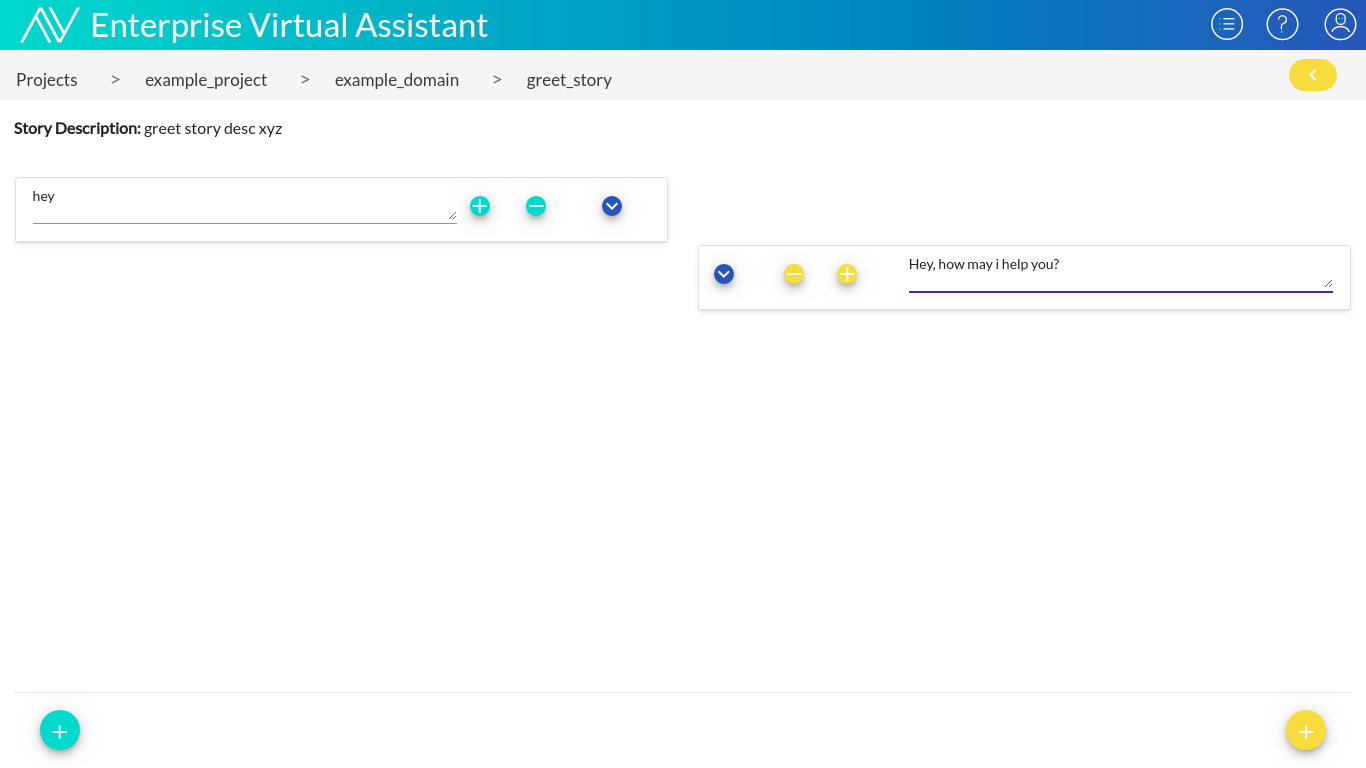 Enterprise Virtual Assistant
Projects > example_project > example_domain > greet_story
Story Description: greet story desc xyz
hey
Hey, how may i help you?